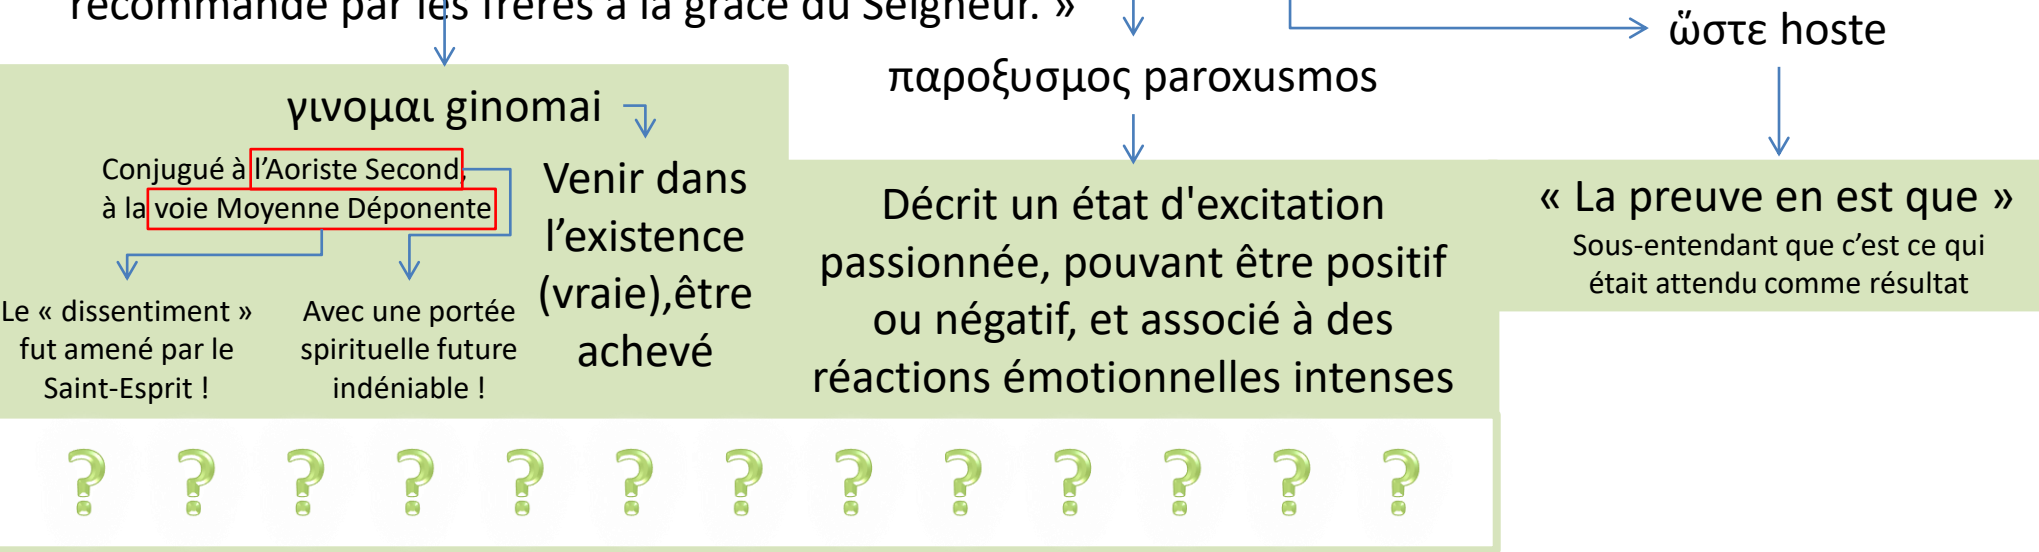 recommandé par les frères à la grâce du Seigneur. »
ὥστε hoste
παροξυσμος paroxusmos
γινομαι ginomai
Conjugué à l’Aoriste Second,
à la voie Moyenne Déponente
Le « dissentiment »
fut amené par le
Saint-Esprit !
Avec une portée
spirituelle future
indéniable !
Venir dans
l’existence
(vraie),être
achevé
Décrit un état d'excitation
passionnée, pouvant être positif
ou négatif, et associé à des
réactions émotionnelles intenses
« La preuve en est que »
Sous-entendant que c’est ce qui
était attendu comme résultat
? ? ? ? ? ? ? ? ? ? ? ? ?